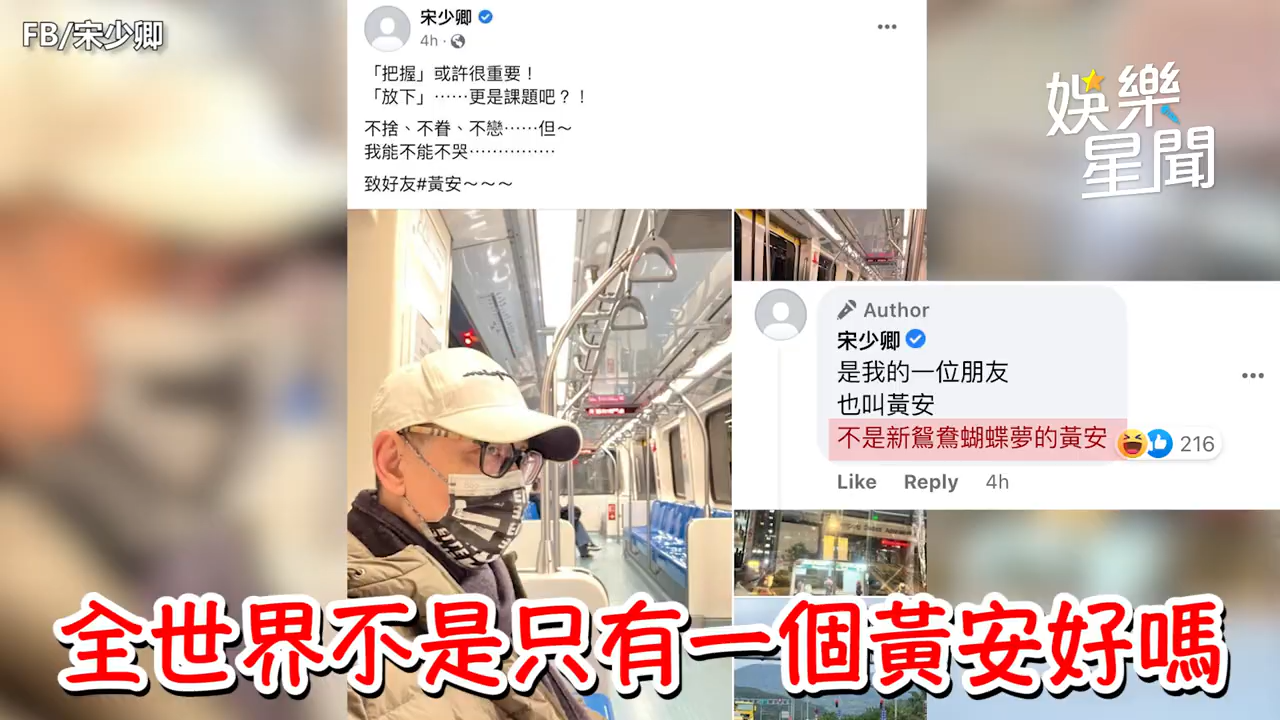 FB/宋少卿
宋少卿
4h
「把握」或許很重要！
「放下」⋯⋯更是課題吧？！
不捨、不眷、不戀⋯⋯但～
我能不能不哭⋯⋯⋯⋯⋯
致好友#黃安～～～
娛樂
星聞
Author
宋少卿
是我的一位朋友
也叫黃安
不是新鴛鴦蝴蝶夢的黃安
216
Like Reply 4h
全世界不是只有一個黃安好嗎